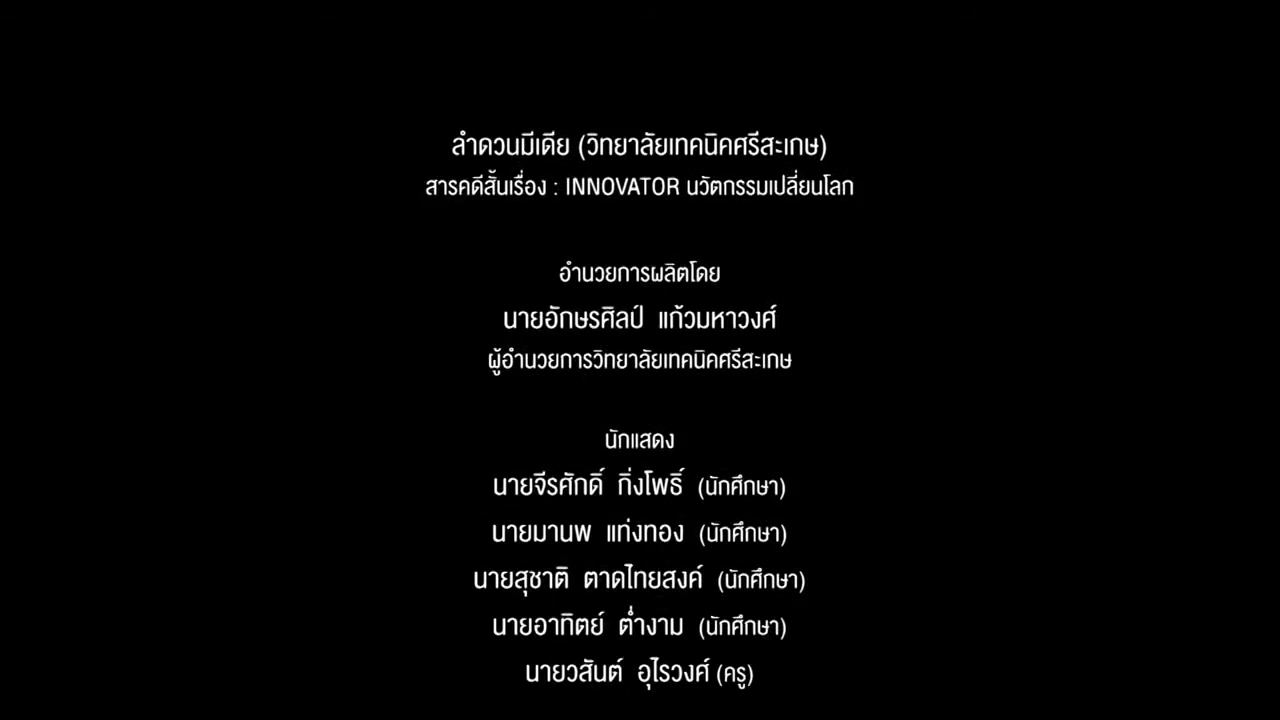 ลำดวนมีเดีย (วิทยาลัยเทคนิคศรีสะเกษ)
สารคดีสั้นเรื่อง : INNOVATOR นวัตกรรมเปลี่ยนโลก
อำนวยการผลิตโดย
นายอักษรศิลป์ แก้วมหาวงศ์
ผู้อำนวยการวิทยาลัยเทคนิคศรีสะเกษ
นักแสดง
นายจีรศักดิ์ กิ่งโพธิ์ (นักศึกษา)
นายมานพ แท่งทอง (นักศึกษา)
นายสุชาติ ตาดไทยสงค์ (นักศึกษา)
นายอาทิตย์ ต่ำงาม (นักศึกษา)
นายวสันต์ อุไรวงศ์ (ครู)